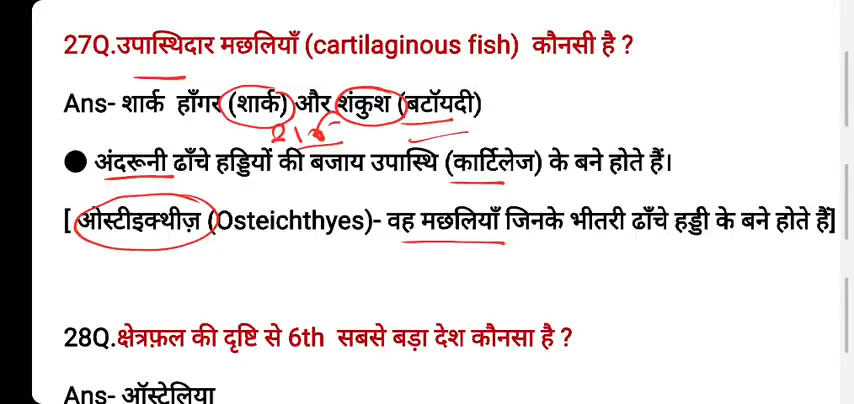 27Q.उपास्थिदार मछलियाँ (cartilaginous fish) कौनसी है ?
Ans- शार्क हाँगर (शार्क) और शंकुश (बटॉयदी)
● अंदरूनी ढाँचे हड्डियों की बजाय उपास्थि (कार्टिलेज) के बने होते हैं।
[ ओस्टीइक्थीज़ (Osteichthyes)- वह मछलियाँ जिनके भीतरी ढाँचे हड्डी के बने होते हैं]
28Q.क्षेत्रफ़ल की दृष्टि से 6th सबसे बड़ा देश कौनसा है ?
Ans- ऑस्टेलिया